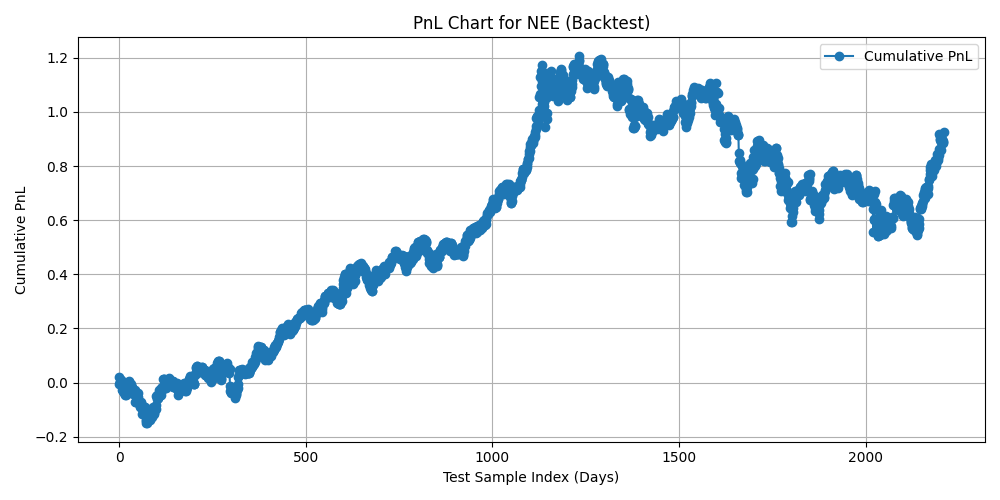 PnL Chart for NEE (Backtest)
Cumulative PnL
1.2
1.0
0.8
0.6
0.4
0.2
0.0
−0.2
Cumulative PnL
0 500 1000 1500 2000
Test Sample Index (Days)